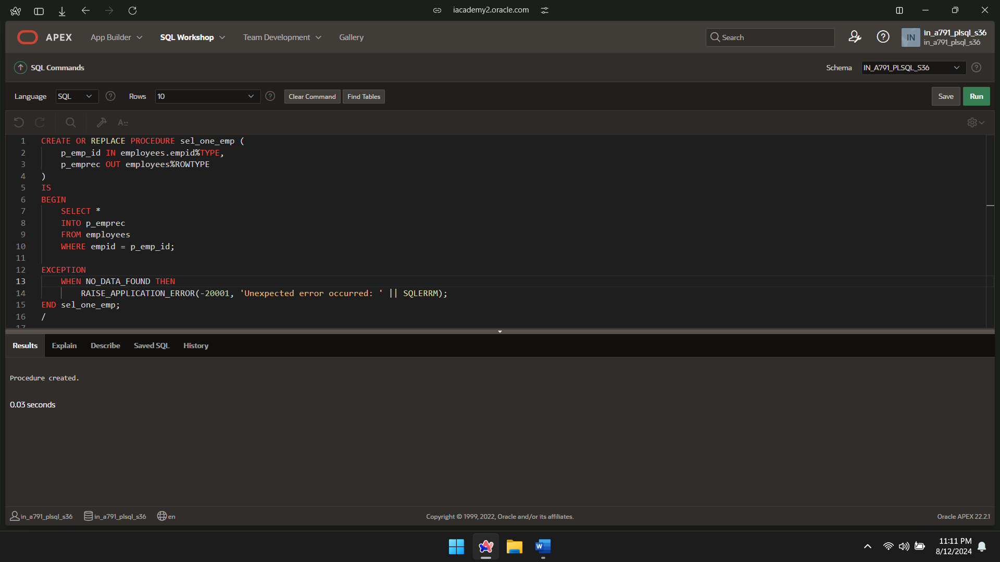 iacademy2.oracle.com
APEX App Builder SQL Workshop Team Development Gallery Search IN in_a791_plsql_s36
in_a791_plsql_s36
SQL Commands Schema IN_A791_PLSQL_S36
Language SQL Rows 10 Clear Command Find Tables Save Run
1 CREATE OR REPLACE PROCEDURE sel_one_emp (
2 p_emp_id IN employees.empid%TYPE,
3 p_emprec OUT employees%ROWTYPE
4 )
5 IS
6 BEGIN
7 SELECT *
8 INTO p_emprec
9 FROM employees
10 WHERE empid = p_emp_id;
11
12 EXCEPTION
13 WHEN NO_DATA_FOUND THEN
14 RAISE_APPLICATION_ERROR(-20001, 'Unexpected error occurred: ' || SQLERRM);
15 END sel_one_emp;
16 /
17
Results Explain Describe Saved SQL History
Procedure created.
0.03 seconds
in_a791_plsql_s36 in_a791_plsql_s36 en Copyright © 1999, 2022, Oracle and/or its affiliates. Oracle APEX 22.2.1
11:11 PM
8/12/2024